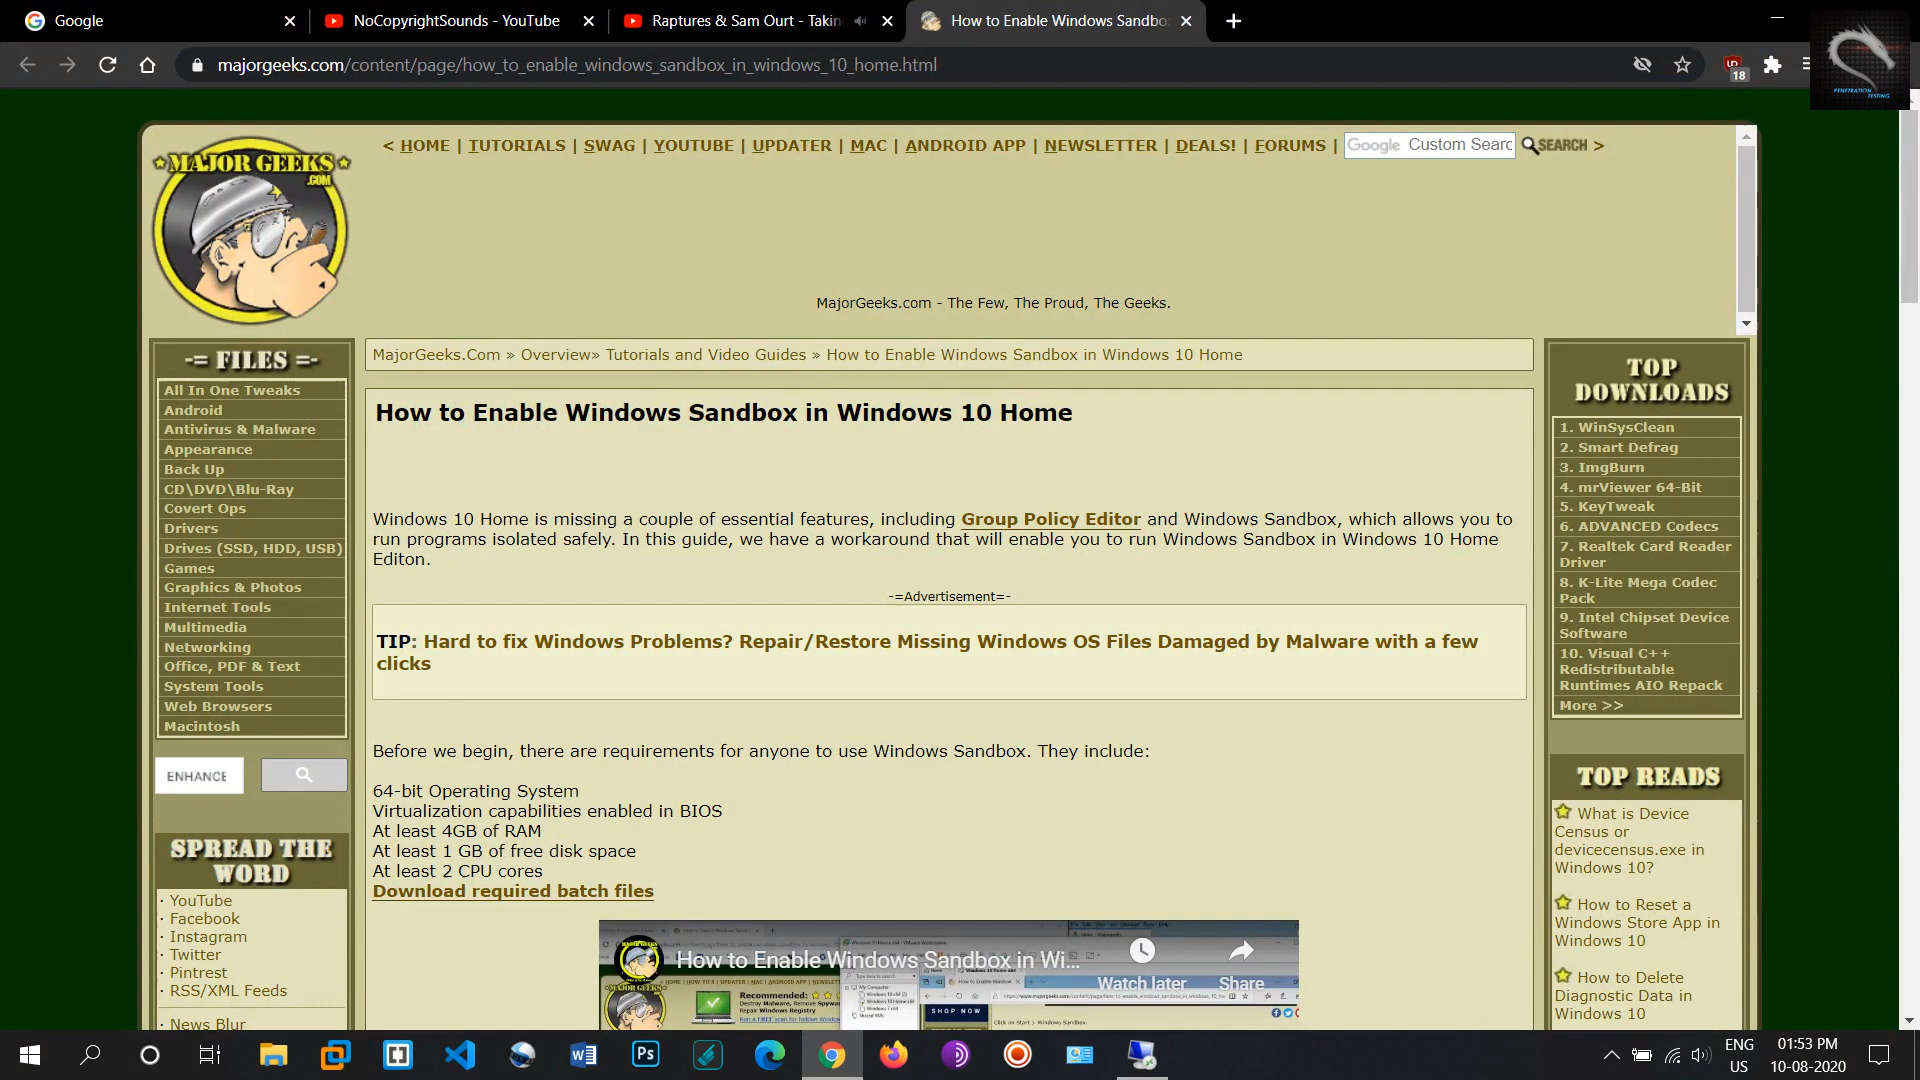 Google
NoCopyrightSounds - YouTube
Raptures & Sam Ourt - Takin
How to Enable Windows Sandbo
majorgeeks.com/content/page/how_to_enable_windows_sandbox_in_windows_10_home.html
18
PENETRATION
TESTING
MAJOR GEEKS
.COM
< HOME | TUTORIALS | SWAG | YOUTUBE | UPDATER | MAC | ANDROID APP | NEWSLETTER | DEALS! | FORUMS | Google Custom Searc SEARCH >
MajorGeeks.com - The Few, The Proud, The Geeks.
-= FILES =-
All In One Tweaks
Android
Antivirus & Malware
Appearance
Back Up
CD\DVD\Blu-Ray
Covert Ops
Drivers
Drives (SSD, HDD, USB)
Games
Graphics & Photos
Internet Tools
Multimedia
Networking
Office, PDF & Text
System Tools
Web Browsers
Macintosh
ENHANCE
SPREAD THE
WORD
· YouTube
· Facebook
· Instagram
· Twitter
· Pintrest
· RSS/XML Feeds
· News Blur
MajorGeeks.Com » Overview» Tutorials and Video Guides » How to Enable Windows Sandbox in Windows 10 Home
How to Enable Windows Sandbox in Windows 10 Home
Windows 10 Home is missing a couple of essential features, including Group Policy Editor and Windows Sandbox, which allows you to
run programs isolated safely. In this guide, we have a workaround that will enable you to run Windows Sandbox in Windows 10 Home
Editon.
-=Advertisement=-
TIP: Hard to fix Windows Problems? Repair/Restore Missing Windows OS Files Damaged by Malware with a few
clicks
Before we begin, there are requirements for anyone to use Windows Sandbox. They include:
64-bit Operating System
Virtualization capabilities enabled in BIOS
At least 4GB of RAM
At least 1 GB of free disk space
At least 2 CPU cores
Download required batch files
How to Enable Windows Sandbox in Wi...
Watch later
Share
Recommended:
SHOP NOW
Click on Start > Windows Sandbox.
TOP
DOWNLOADS
1. WinSysClean
2. Smart Defrag
3. ImgBurn
4. mrViewer 64-Bit
5. KeyTweak
6. ADVANCED Codecs
7. Realtek Card Reader
Driver
8. K-Lite Mega Codec
Pack
9. Intel Chipset Device
Software
10. Visual C++
Redistributable
Runtimes AIO Repack
More >>
TOP READS
What is Device
Census or
devicecensus.exe in
Windows 10?
How to Reset a
Windows Store App in
Windows 10
How to Delete
Diagnostic Data in
Windows 10
Ps
ENG
US
01:53 PM
10-08-2020